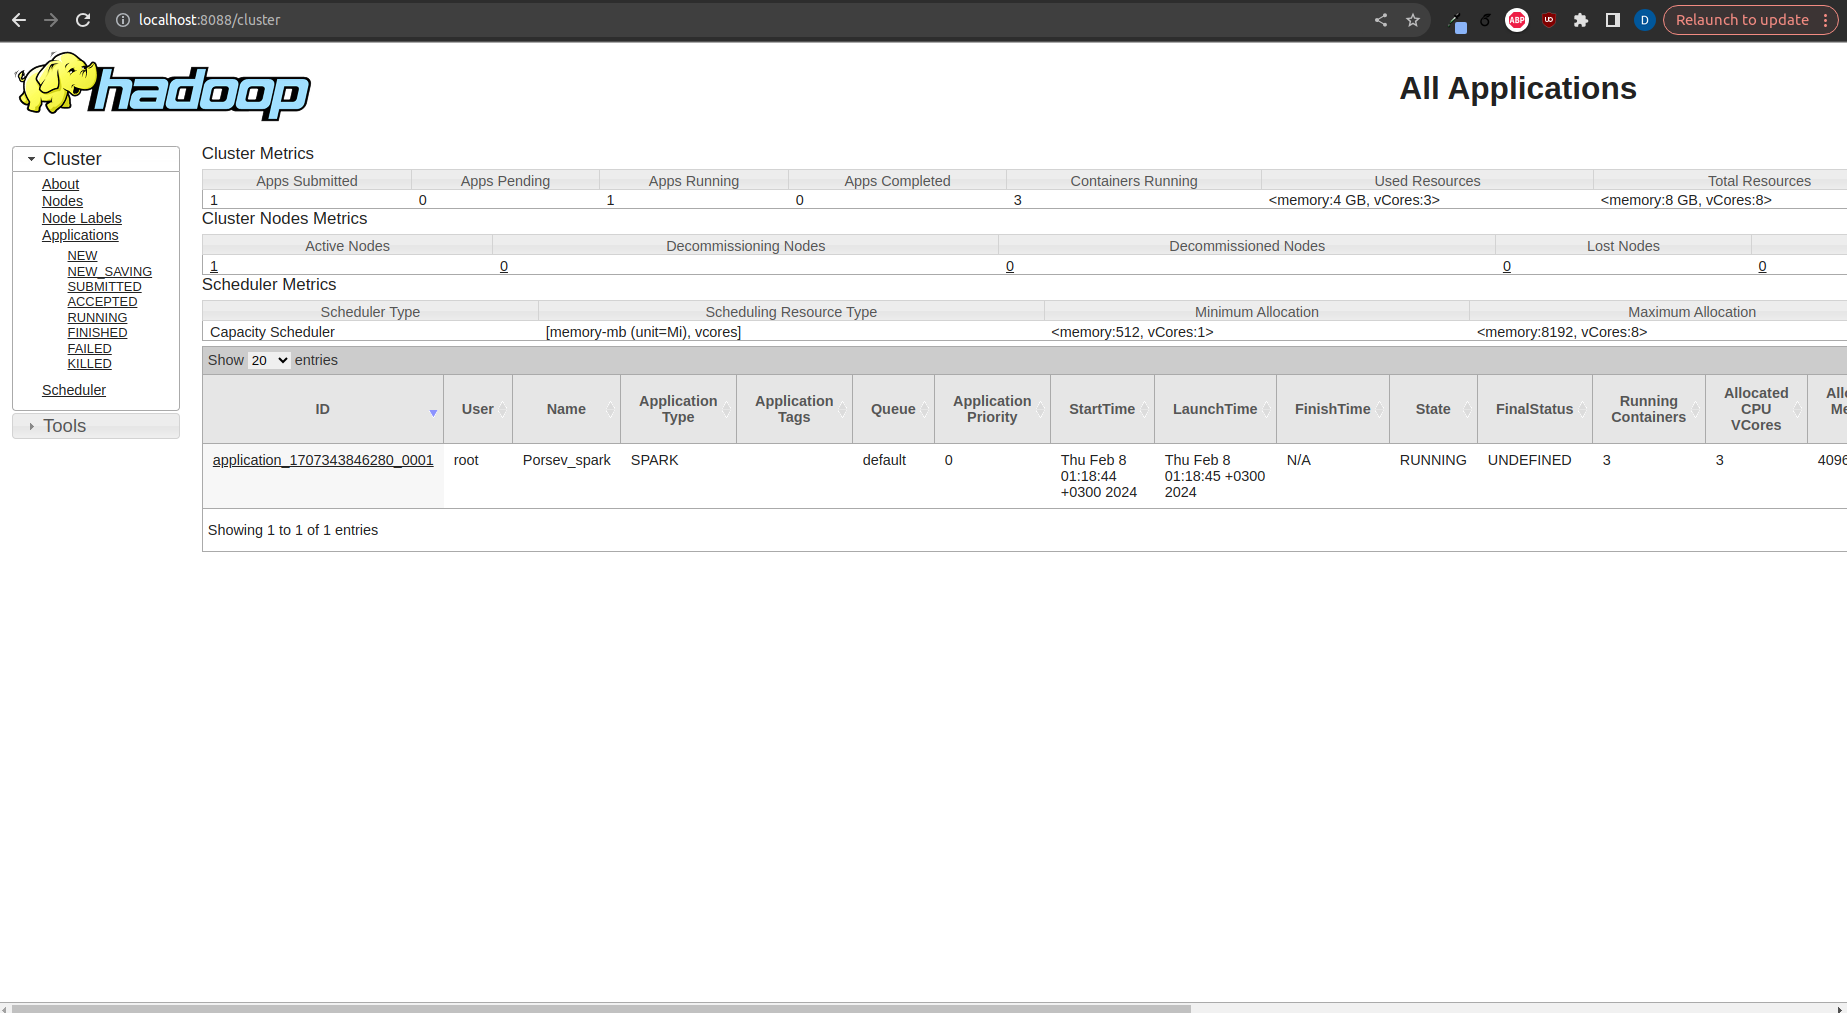 localhost:8088/cluster
ABP
D
Relaunch to update
hadoop
All Applications
Cluster
About
Nodes
Node Labels
Applications
NEW
NEW_SAVING
SUBMITTED
ACCEPTED
RUNNING
FINISHED
FAILED
KILLED
Scheduler
Tools
Cluster Metrics
Apps Submitted Apps Pending Apps Running Apps Completed Containers Running Used Resources Total Resources
1 0 1 0 3 <memory:4 GB, vCores:3> <memory:8 GB, vCores:8>
Cluster Nodes Metrics
Active Nodes Decommissioning Nodes Decommissioned Nodes Lost Nodes
1 0 0 0 0
Scheduler Metrics
Scheduler Type Scheduling Resource Type Minimum Allocation Maximum Allocation
Capacity Scheduler [memory-mb (unit=Mi), vcores] <memory:512, vCores:1> <memory:8192, vCores:8>
Show 20 entries
ID User Name Application Type Application Tags Queue Application Priority StartTime LaunchTime FinishTime State FinalStatus Running Containers Allocated CPU VCores
application_1707343846280_0001 root Porsev_spark SPARK default 0 Thu Feb 8 01:18:44 +0300 2024 Thu Feb 8 01:18:45 +0300 2024 N/A RUNNING UNDEFINED 3 3 4096
Showing 1 to 1 of 1 entries